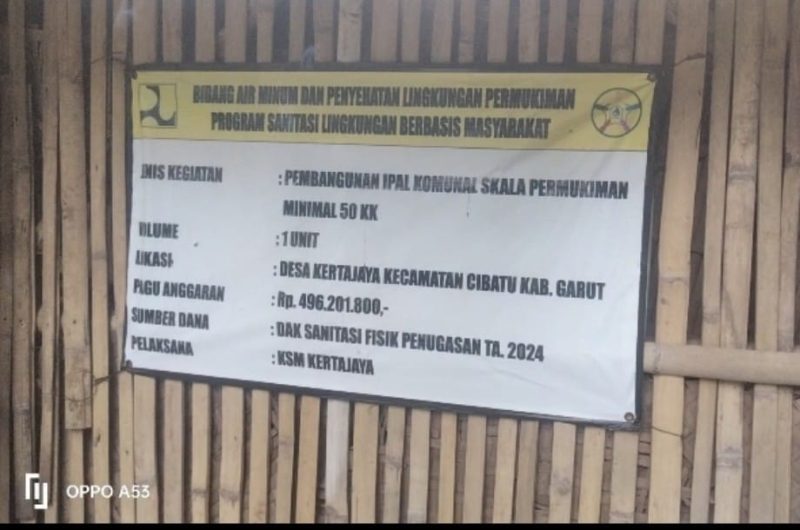 BIDANG AIR MINUM DAN PENYEHATAN LINGKUNGAN PERMUKIMAN
PROGRAM SANITASI LINGKUNGAN BERBASIS MASYARAKAT
JNIS KEGIATAN : PEMBANGUNAN IPAL KOMUNAL SKALA PERMUKIMAN
MINIMAL 50 KK
VOLUME : 1 UNIT
LOKASI : DESA KERTAJAYA KECAMATAN CIBATU KAB. GARUT
PAGU ANGGARAN : Rp. 496.201.800,-
SUMBER DANA : DAK SANITASI FISIK PENUGASAN TA. 2024
PELAKSANA : KSM KERTAJAYA
OPPO A53